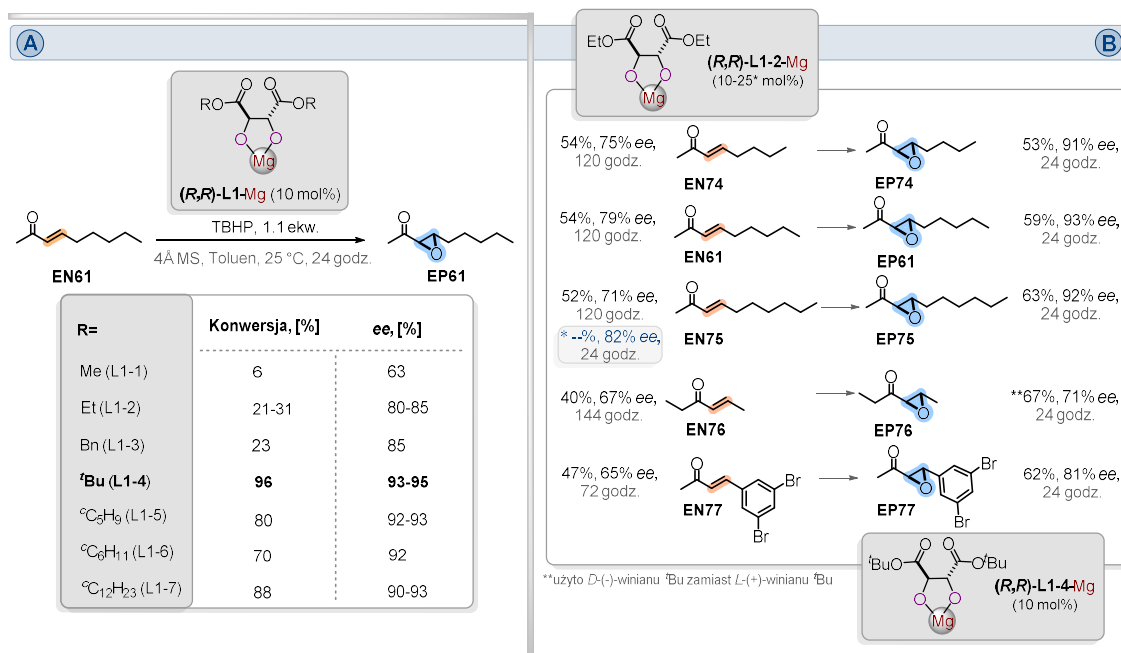 A
RO
O
O
OR
O
O
Mg
(R,R)-L1-Mg (10 mol%)
O
EN61
TBHP, 1.1 ekw.
4Å MS, Toluen, 25 °C, 24 godz.
O
O
EP61
R= Konwersja, [%] ee, [%]
Me (L1-1) 6 63
Et (L1-2) 21-31 80-85
Bn (L1-3) 23 85
tBu (L1-4) 96 93-95
cC5H9 (L1-5) 80 92-93
cC6H11 (L1-6) 70 92
cC12H23 (L1-7) 88 90-93
B
EtO
O
O
OEt
O
O
Mg
(R,R)-L1-2-Mg
(10-25* mol%)
54%, 75% ee,
120 godz.
O
EN74
O
O
EP74
53%, 91% ee,
24 godz.
54%, 79% ee,
120 godz.
O
EN61
O
O
EP61
59%, 93% ee,
24 godz.
52%, 71% ee,
120 godz.
* --%, 82% ee,
24 godz.
O
EN75
O
O
EP75
63%, 92% ee,
24 godz.
40%, 67% ee,
144 godz.
O
EN76
O
O
EP76
**67%, 71% ee,
24 godz.
47%, 65% ee,
72 godz.
O
Br
Br
EN77
O
O
Br
Br
EP77
62%, 81% ee,
24 godz.
**użyto D-(-)-winianu tBu zamiast L-(+)-winianu tBu
tBuO
O
O
OtBu
O
O
Mg
(R,R)-L1-4-Mg
(10 mol%)